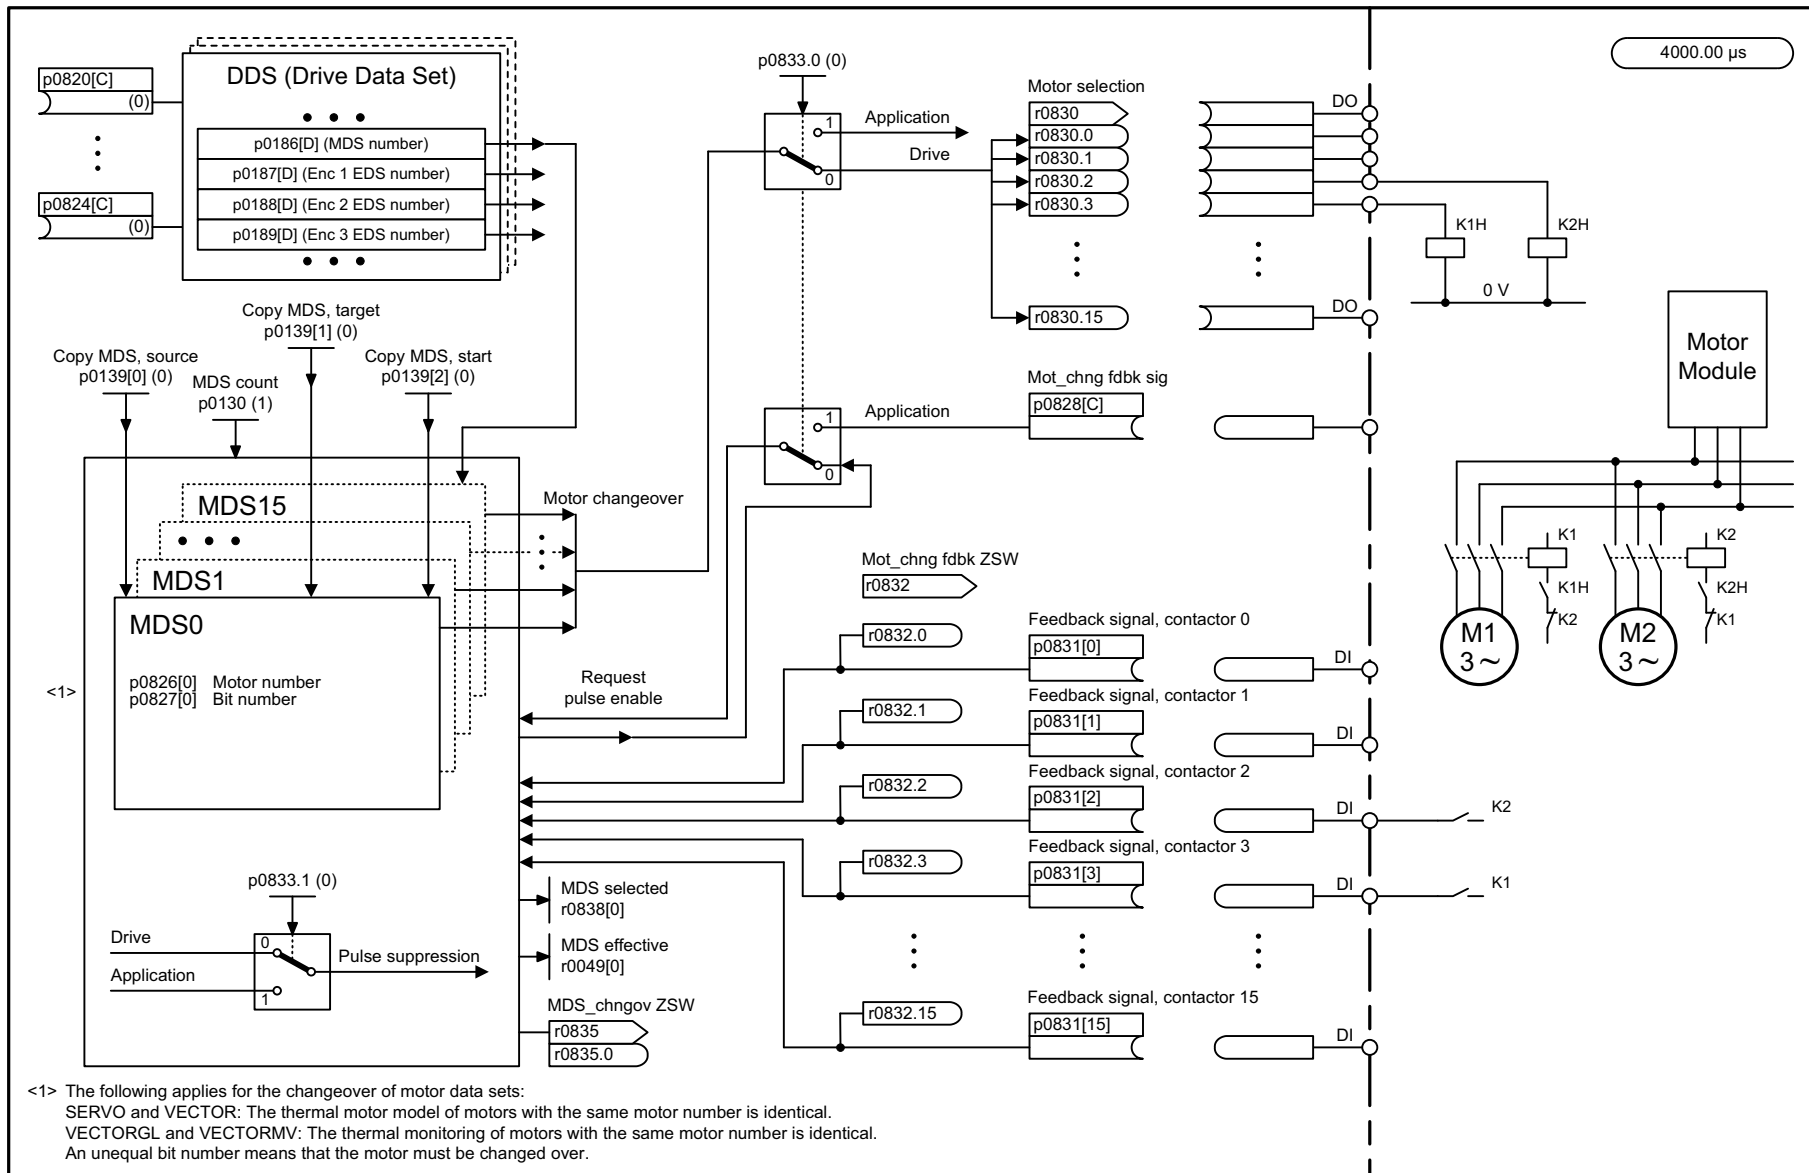 4000.00 µs
p0820[C]
(0)
p0824[C]
(0)
DDS (Drive Data Set)
p0186[D] (MDS number)
p0187[D] (Enc 1 EDS number)
p0188[D] (Enc 2 EDS number)
p0189[D] (Enc 3 EDS number)
p0833.0 (0)
1
0
Application
Drive
Motor selection
r0830
r0830.0
r0830.1
r0830.2
r0830.3
r0830.15
DO
DO
K1H
K2H
0 V
Motor
Module
Copy MDS, target
p0139[1] (0)
Copy MDS, source
p0139[0] (0)
MDS count
p0130 (1)
Copy MDS, start
p0139[2] (0)
1
0
Application
Mot_chng fdbk sig
p0828[C]
MDS15
MDS1
MDS0
p0826[0] Motor number
p0827[0] Bit number
<1>
Motor changeover
Request
pulse enable
Mot_chng fdbk ZSW
r0832
r0832.0
Feedback signal, contactor 0
p0831[0]
DI
r0832.1
Feedback signal, contactor 1
p0831[1]
DI
r0832.2
Feedback signal, contactor 2
p0831[2]
DI
K2
r0832.3
Feedback signal, contactor 3
p0831[3]
DI
K1
r0832.15
Feedback signal, contactor 15
p0831[15]
DI
K1
K1H
K2
K2
K2H
K1
M1
3 ~
M2
3 ~
p0833.1 (0)
Drive
Application
0
1
Pulse suppression
MDS selected
r0838[0]
MDS effective
r0049[0]
MDS_chngov ZSW
r0835
r0835.0
<1> The following applies for the changeover of motor data sets:
SERVO and VECTOR: The thermal motor model of motors with the same motor number is identical.
VECTORGL and VECTORMV: The thermal monitoring of motors with the same motor number is identical.
An unequal bit number means that the motor must be changed over.